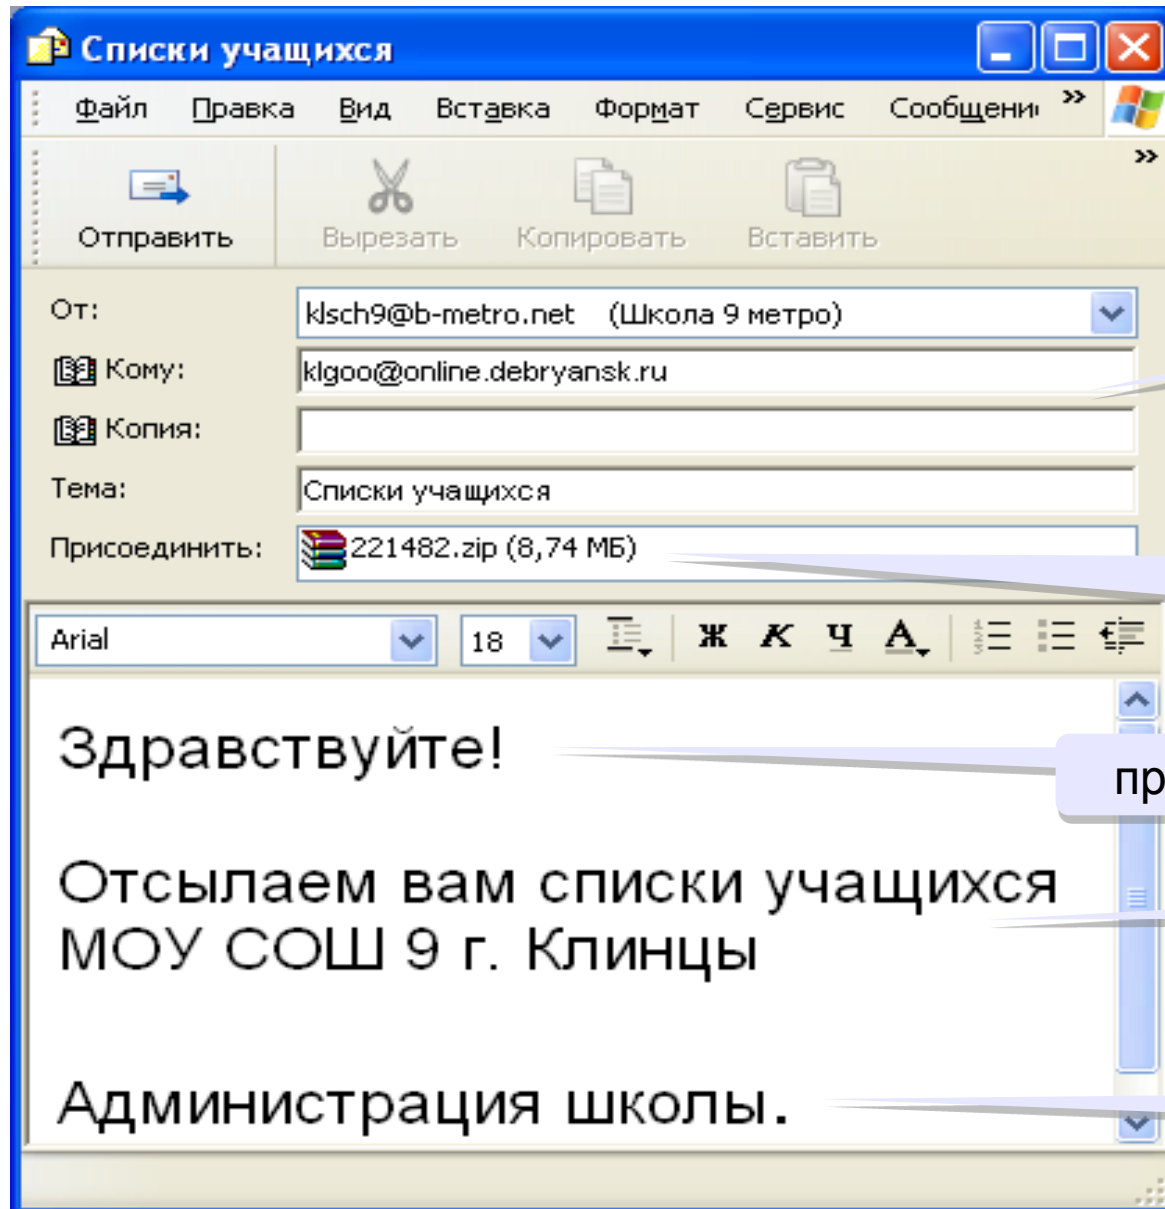 Списки учащихся
Файл Правка Вид Вставка Формат Сервис Сообщени »
»
Отправить Вырезать Копировать Вставить
От: klsch9@b-metro.net (Школа 9 метро)
Кому: klgoo@online.debryansk.ru
Копия:
Тема: Списки учащихся
Присоединить: 221482.zip (8,74 МБ)
Arial 18 Ж К Ч А
Здравствуйте!
пр
Отсылаем вам списки учащихся
МОУ СОШ 9 г. Клинцы
Администрация школы.